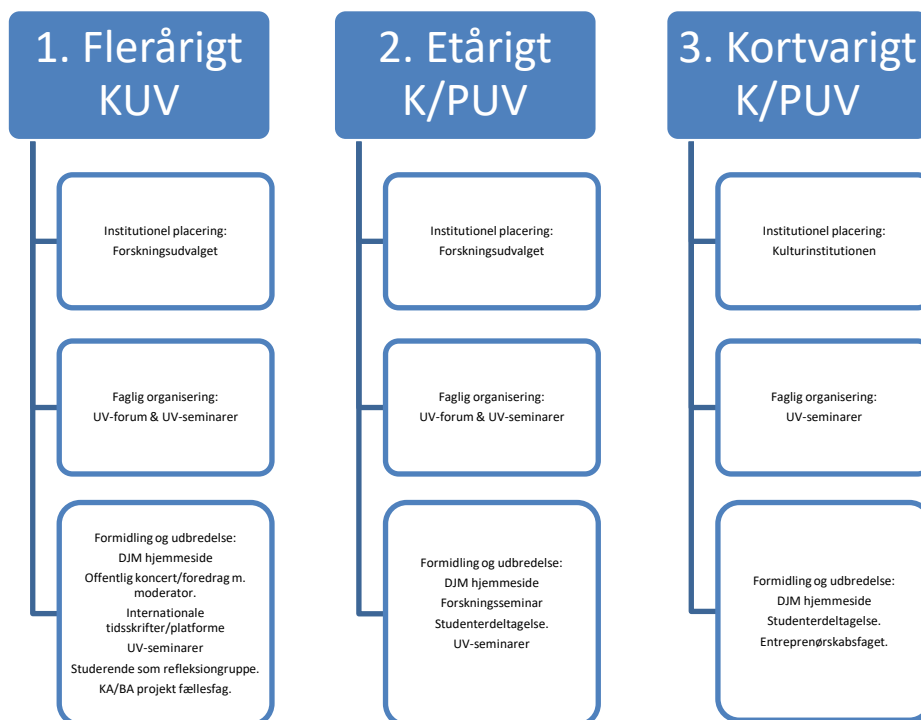 1. Flerårigt
KUV
Institutionel placering:
Forskningsudvalget
Faglig organisering:
UV-forum & UV-seminarer
Formidling og udbredelse:
DJM hjemmeside
Offentlig koncert/foredrag m.
moderator.
Internationale
tidsskrifter/platforme
UV-seminarer
Studerende som refleksiongruppe.
KA/BA projekt fællesfag.
2. Etårigt
K/PUV
Institutionel placering:
Forskningsudvalget
Faglig organisering:
UV-forum & UV-seminarer
Formidling og udbredelse:
DJM hjemmeside
Forskningsseminar
Studenterdeltagelse.
UV-seminarer
3. Kortvarigt
K/PUV
Institutionel placering:
Kulturinstitutionen
Faglig organisering:
UV-seminarer
Formidling og udbredelse:
DJM hjemmeside
Studenterdeltagelse.
Entreprenørskabsfaget.